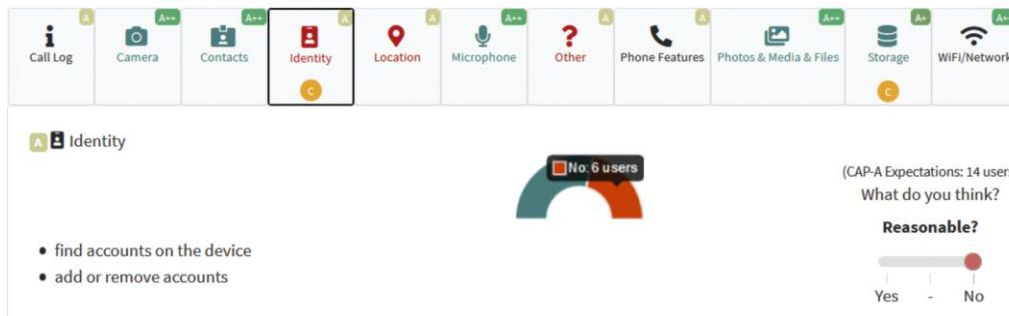 A A++ A++ A A A++ A A A++ A+ A++
Call Log Camera Contacts Identity Location Microphone Other Phone Features Photos & Media & Files Storage WiFi/Network
C C
A Identity
No: 6 users
(CAP-A Expectations: 14 users
What do you think?
Reasonable?
• find accounts on the device
• add or remove accounts
Yes - No